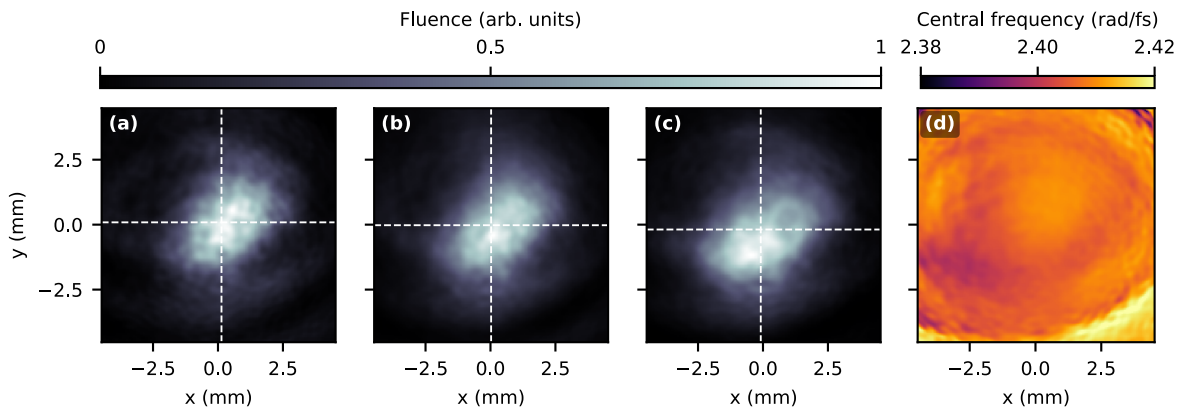 Fluence (arb. units)
Central frequency (rad/fs)
0
0.5
1
2.38
2.40
2.42
(a)
(b)
(c)
(d)
y (mm)
2.5
0.0
−2.5
−2.5
0.0
2.5
−2.5
0.0
2.5
−2.5
0.0
2.5
−2.5
0.0
2.5
x (mm)
x (mm)
x (mm)
x (mm)